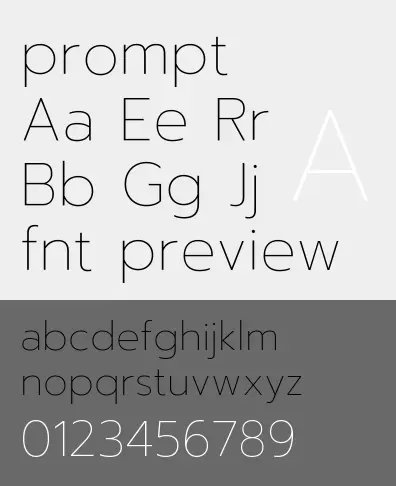 prompt
Aa Ee Rr
A
Bb Gg Jj
fnt preview
abcdefghijklm
nopqrstuvwxyz
0123456789